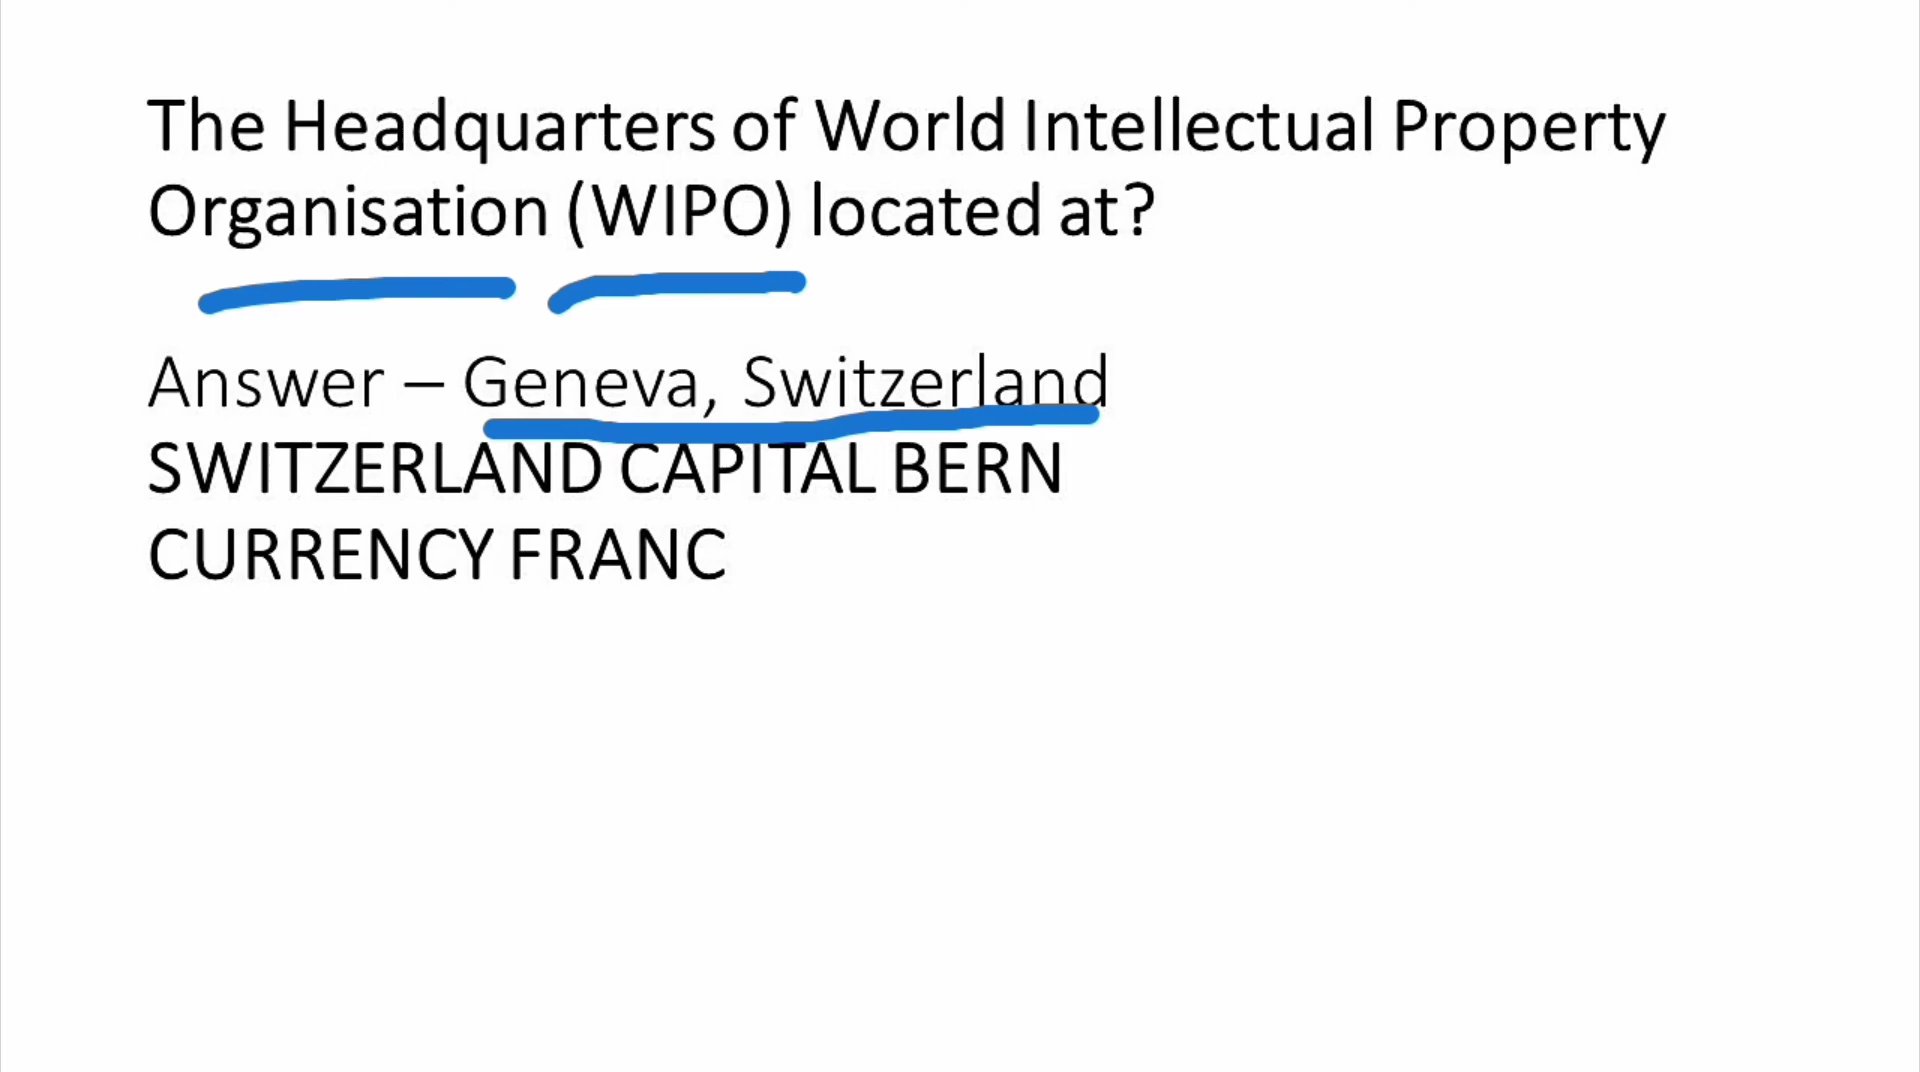 The Headquarters of World Intellectual Property
Organisation (WIPO) located at?
Answer – Geneva, Switzerland
SWITZERLAND CAPITAL BERN
CURRENCY FRANC